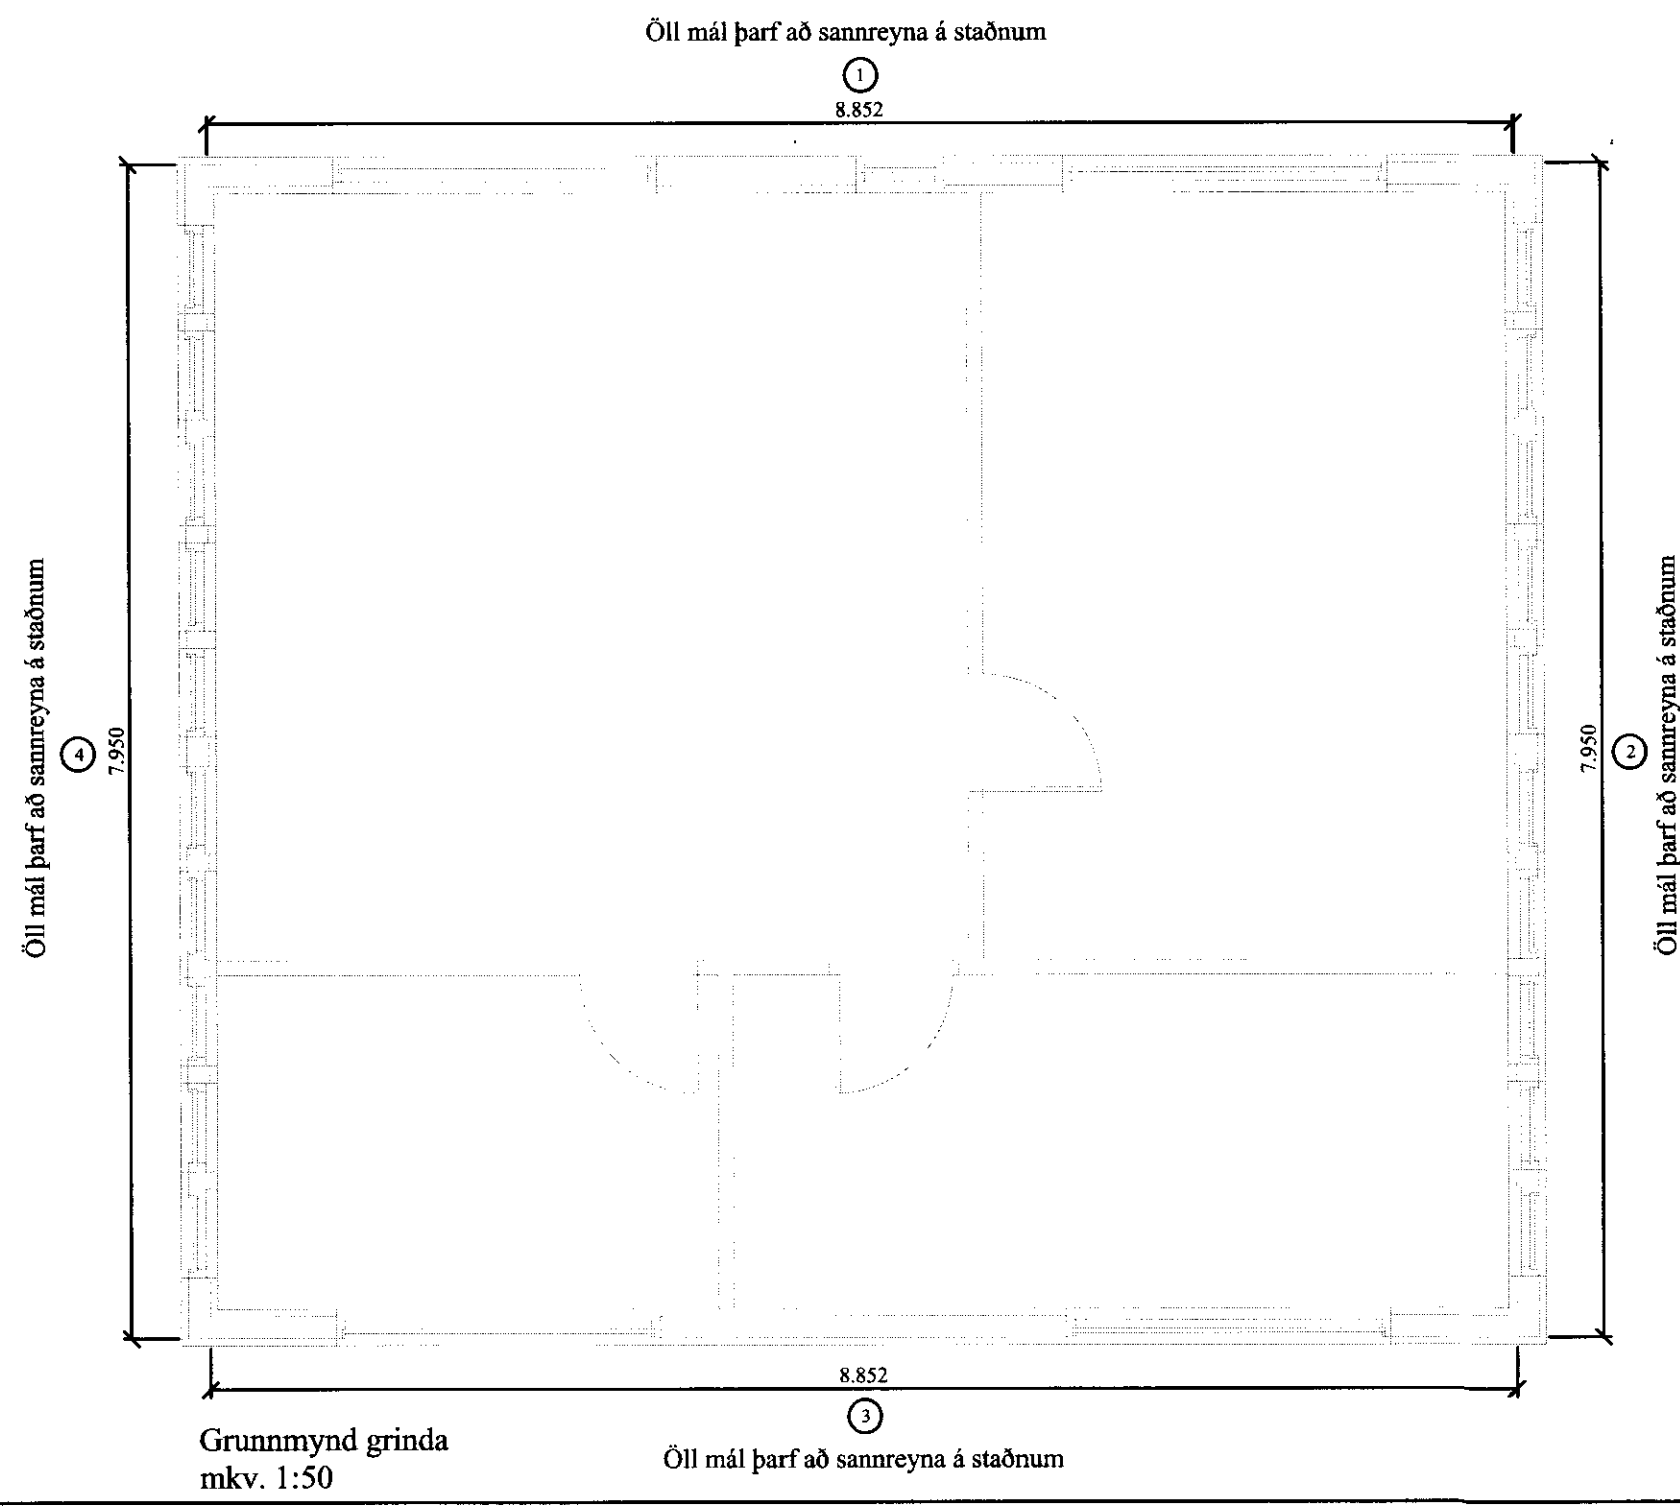 Öll mál þarf að sannreyna á staðnum
1
8.852
Öll mál þarf að sannreyna á staðnum
4
7.950
7.950
2
Öll mál þarf að sannreyna á staðnum
8.852
3
Grunnmynd grinda
mkv. 1:50
Öll mál þarf að sannreyna á staðnum